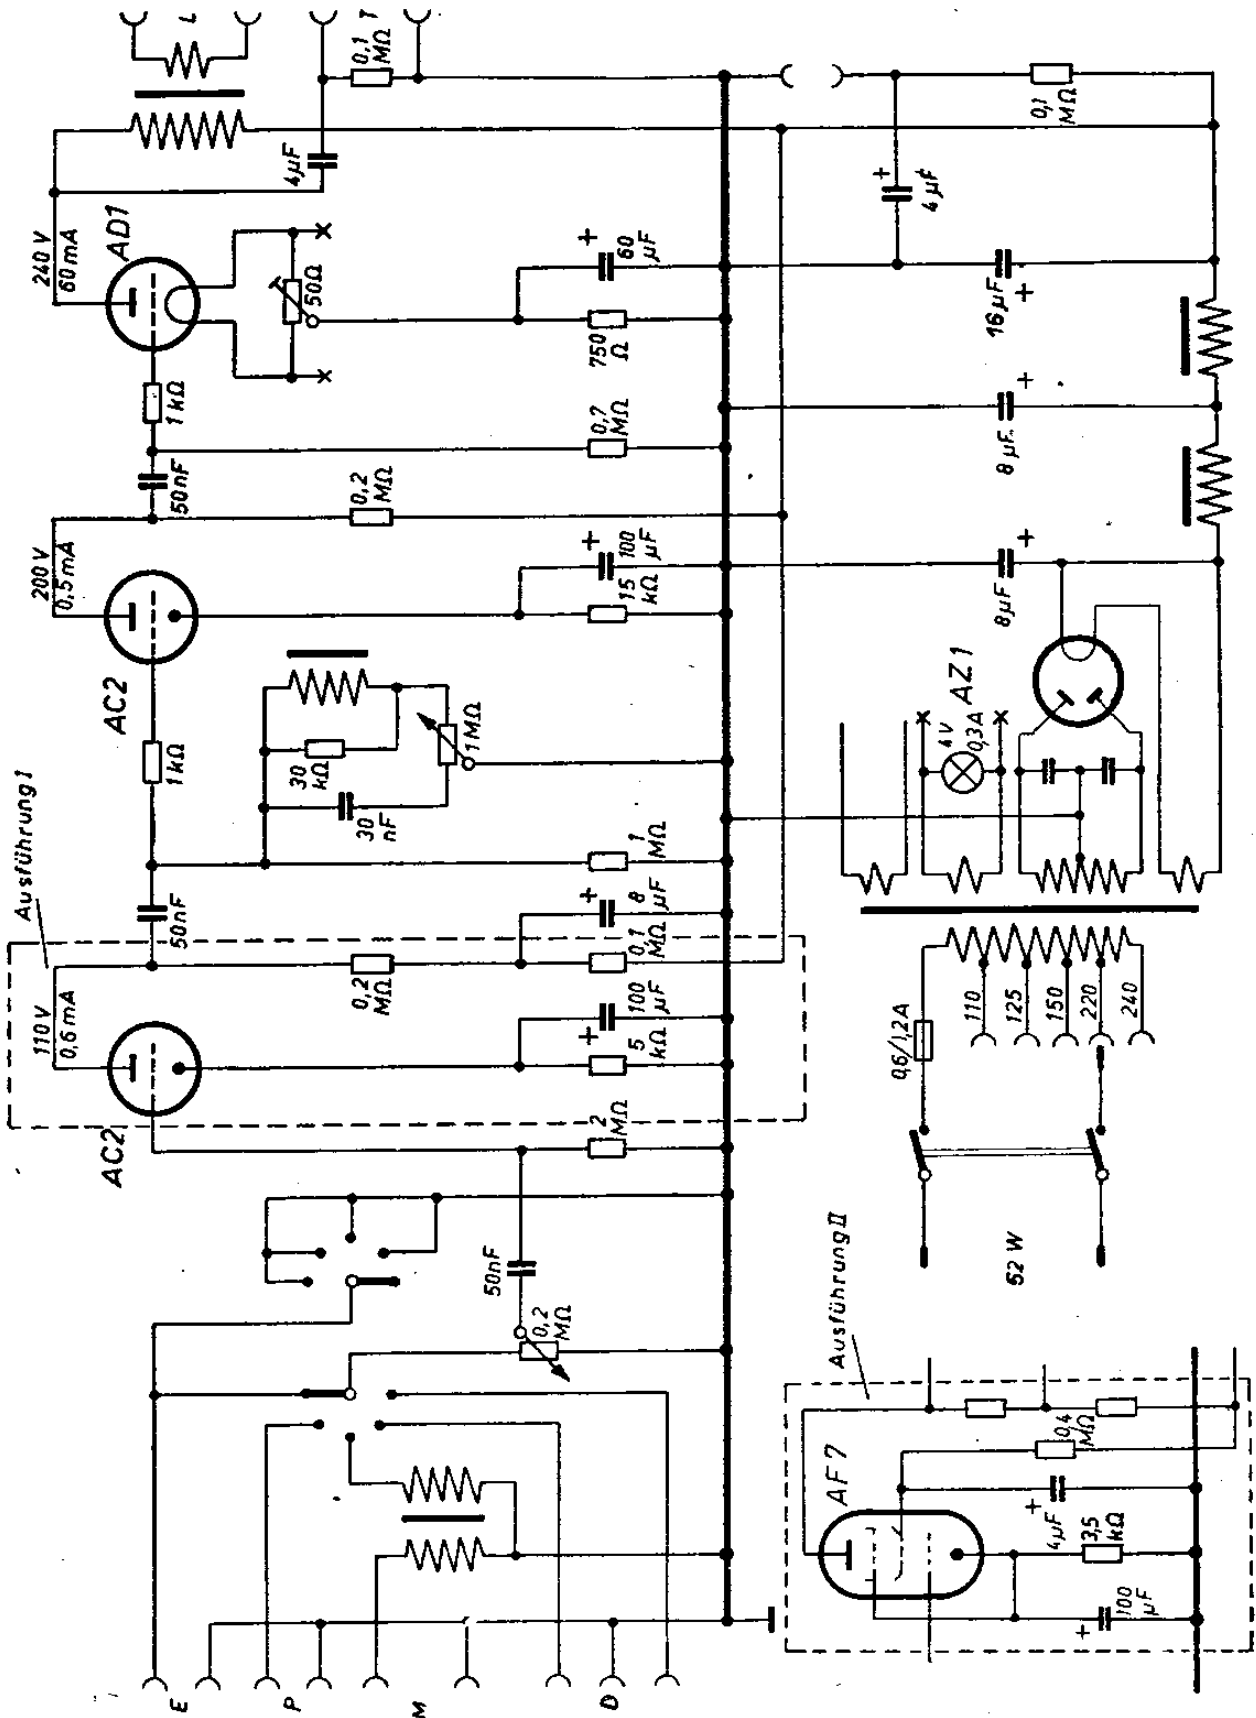 L
T
0,1
MΩ
4µF
240 V
60 mA
AD1
50Ω
60
µF
750
Ω
1kΩ
0,7
MΩ
50nF
0,2
MΩ
200 V
0,5 mA
100
µF
15
kΩ
AC2
1kΩ
30
kΩ
1MΩ
30
nF
Ausführung I
1
MΩ
50nF
8
µF
0,1
MΩ
0,2
MΩ
110 V
0,6 mA
100
µF
5
kΩ
AC2
2
MΩ
50nF
0,2
MΩ
E
P
M
D
0,1
MΩ
4 µF
16µF
8 µF
8µF
AZ1
4V
0,3A
0,6/1,2A
110
125
150
220
240
52 W
Ausführung II
AF7
0,4
MΩ
4µF
3,5
kΩ
100
µF